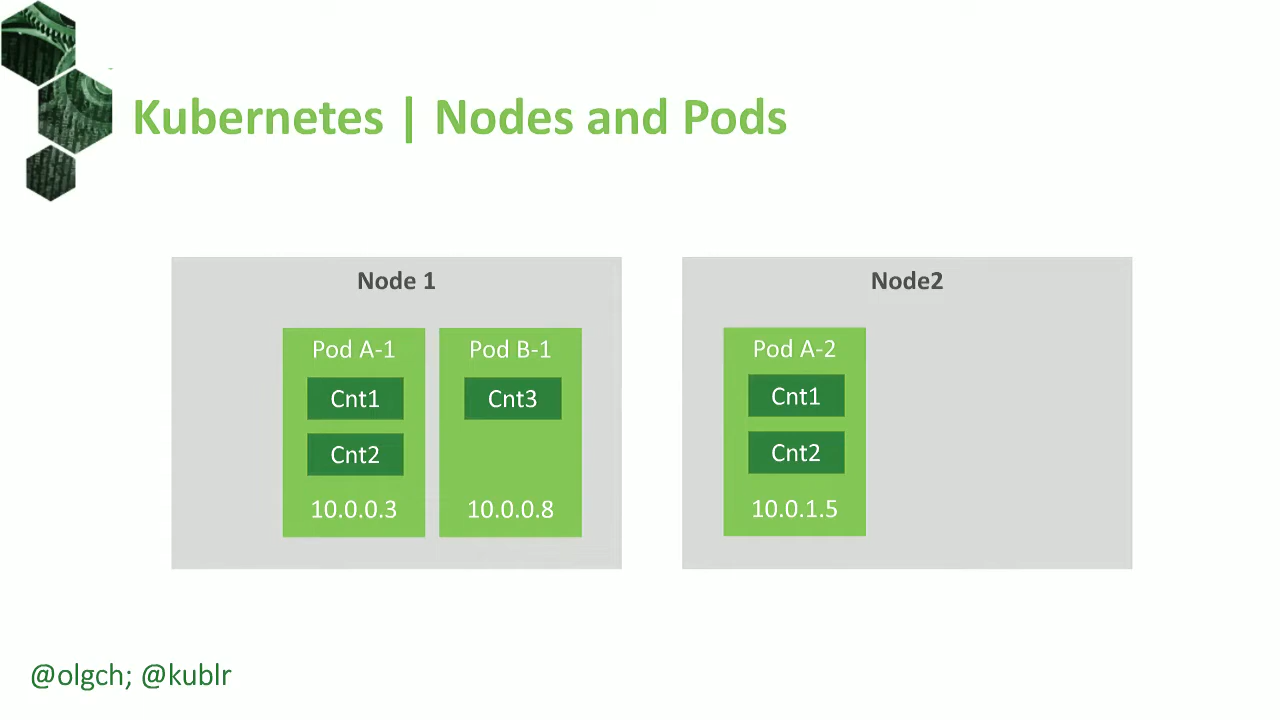 Kubernetes | Nodes and Pods
Node 1
Pod A-1
Cnt1
Cnt2
10.0.0.3
Pod B-1
Cnt3
10.0.0.8
Node2
Pod A-2
Cnt1
Cnt2
10.0.1.5
@olgch; @kublr